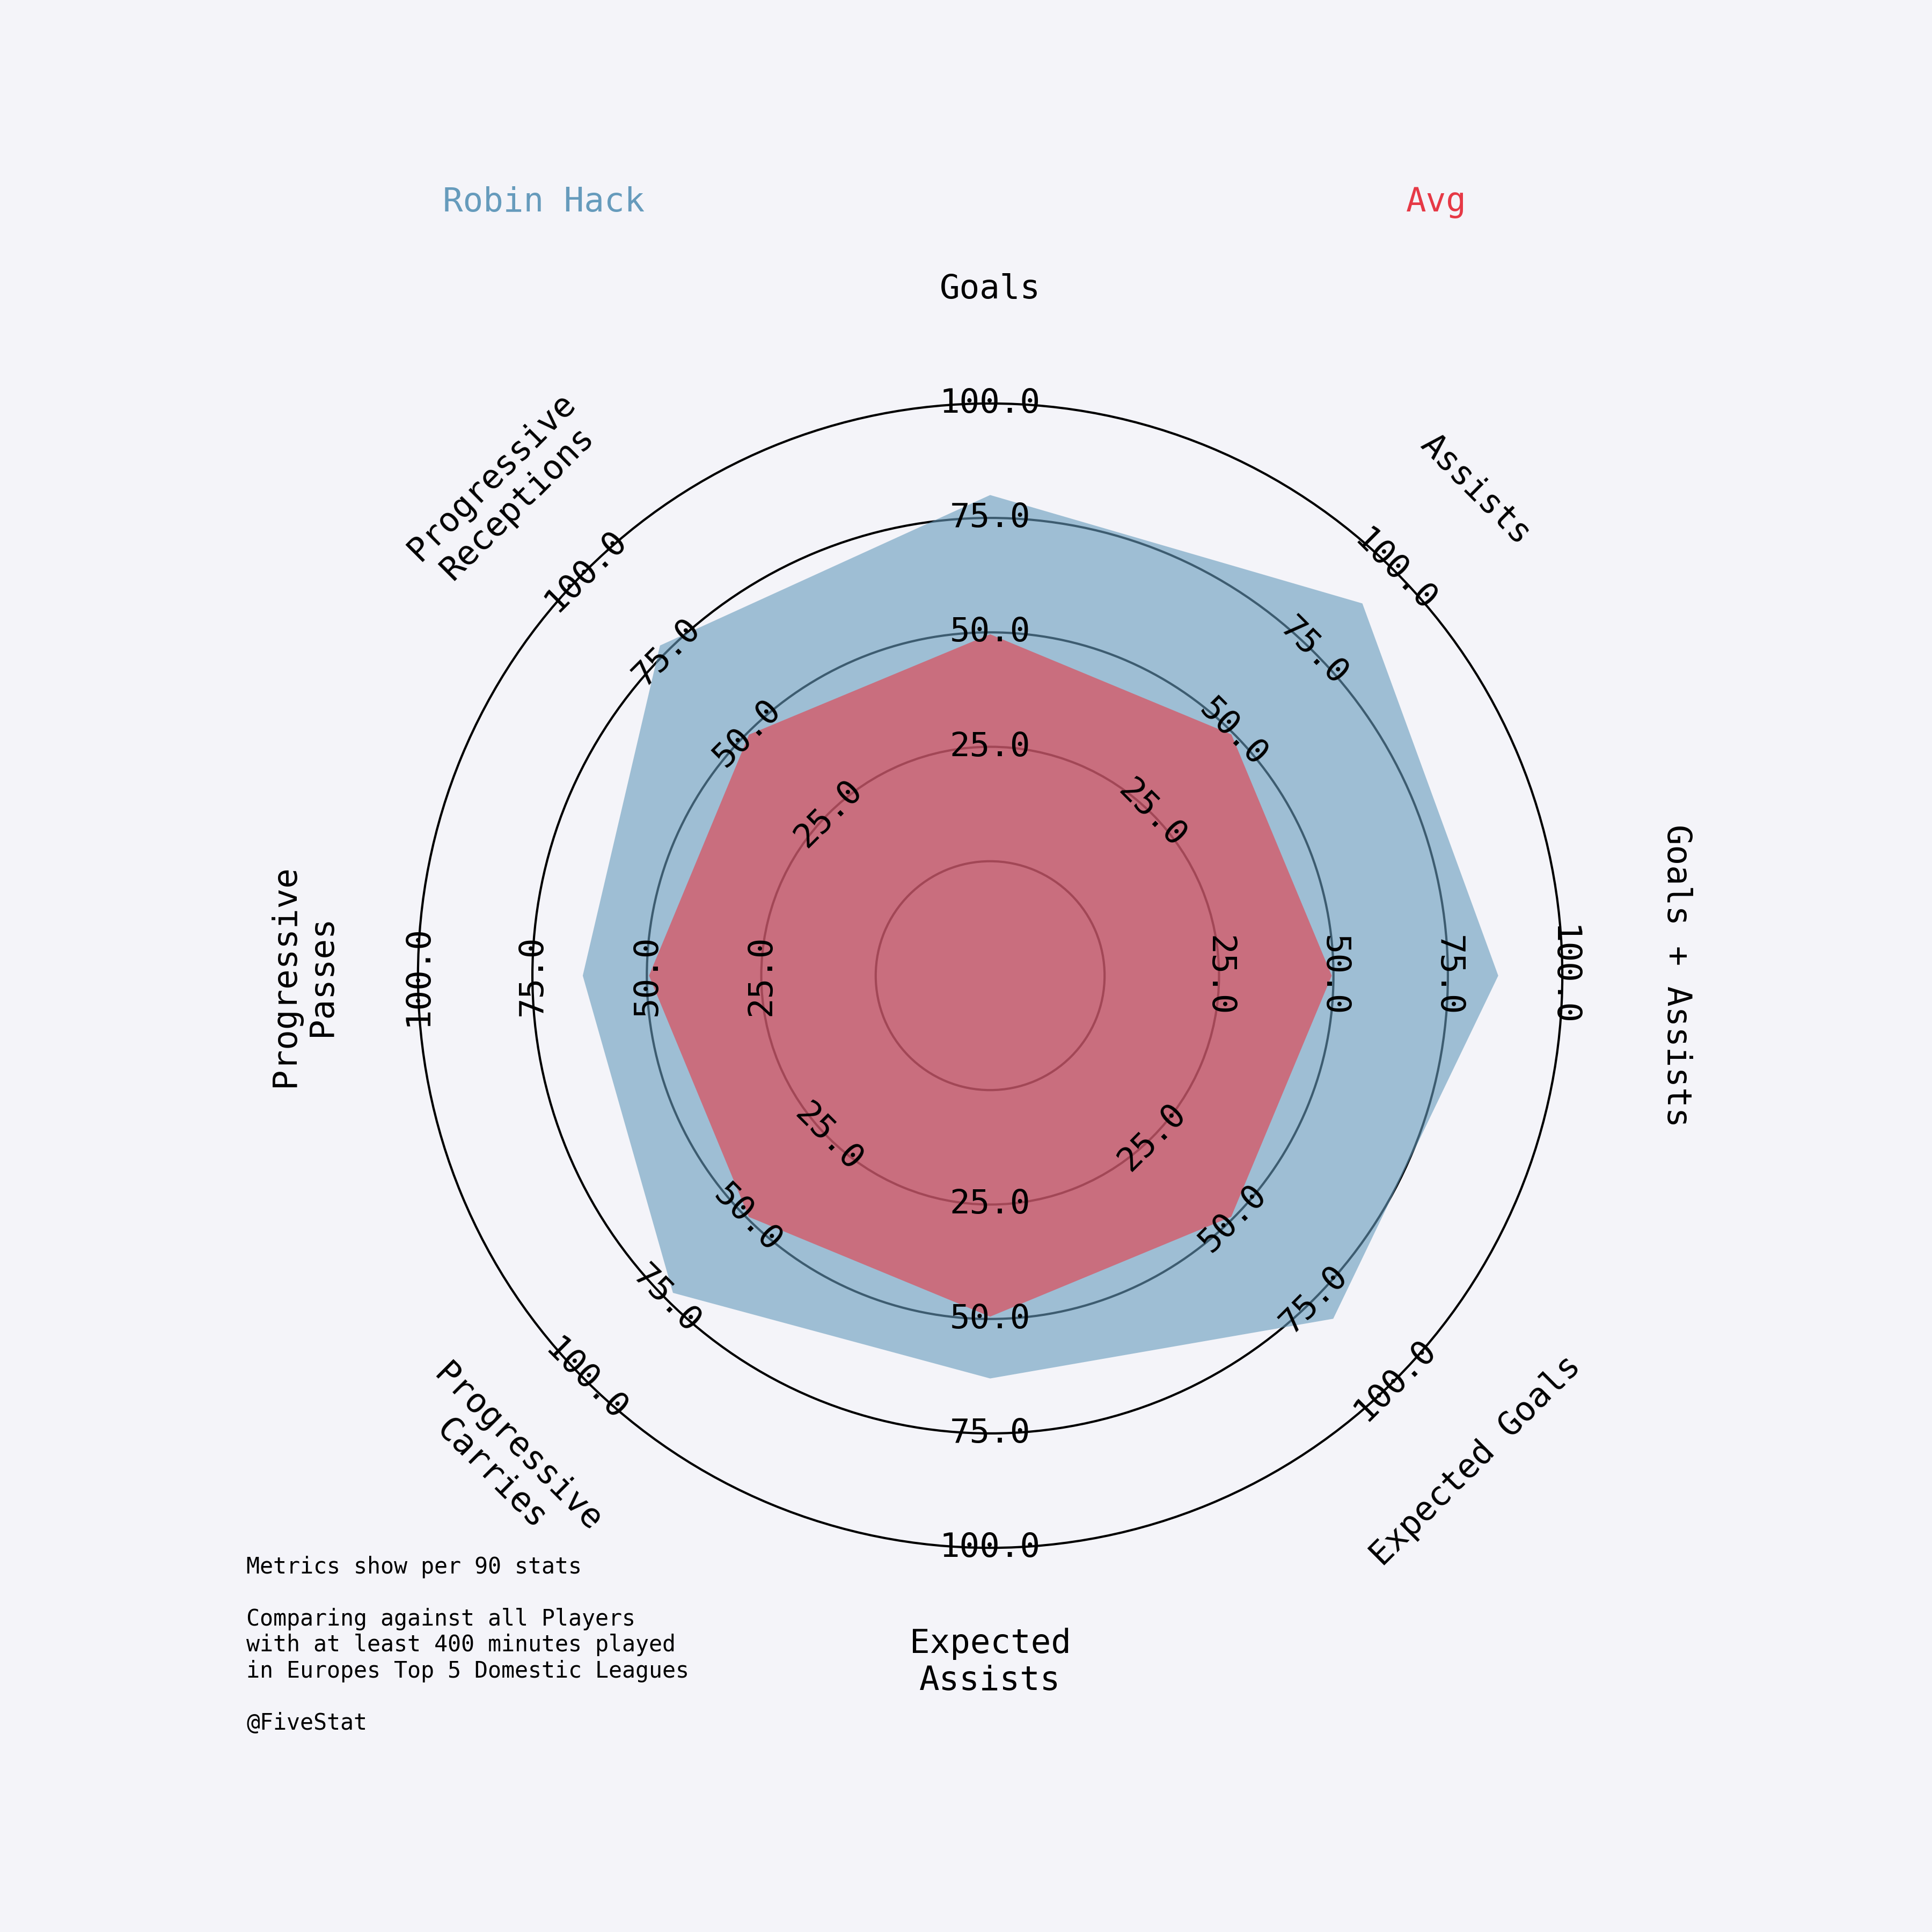 Robin Hack
Avg
Goals
Assists
Goals + Assists
Expected Goals
Expected
Assists
Progressive
Carries
Progressive
Passes
Progressive
Receptions
25.0
50.0
75.0
100.0
25.0
50.0
75.0
100.0
25.0
50.0
75.0
100.0
25.0
50.0
75.0
100.0
25.0
50.0
75.0
100.0
25.0
50.0
75.0
100.0
25.0
50.0
75.0
100.0
25.0
50.0
75.0
100.0
Metrics show per 90 stats
Comparing against all Players
with at least 400 minutes played
in Europes Top 5 Domestic Leagues
@FiveStat